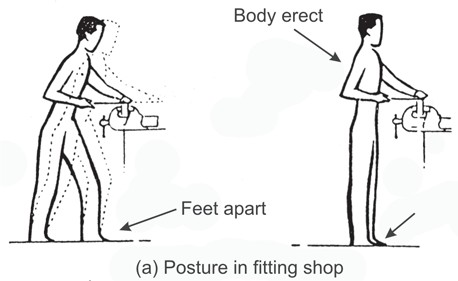 Body erect
Feet apart
(a) Posture in fitting shop